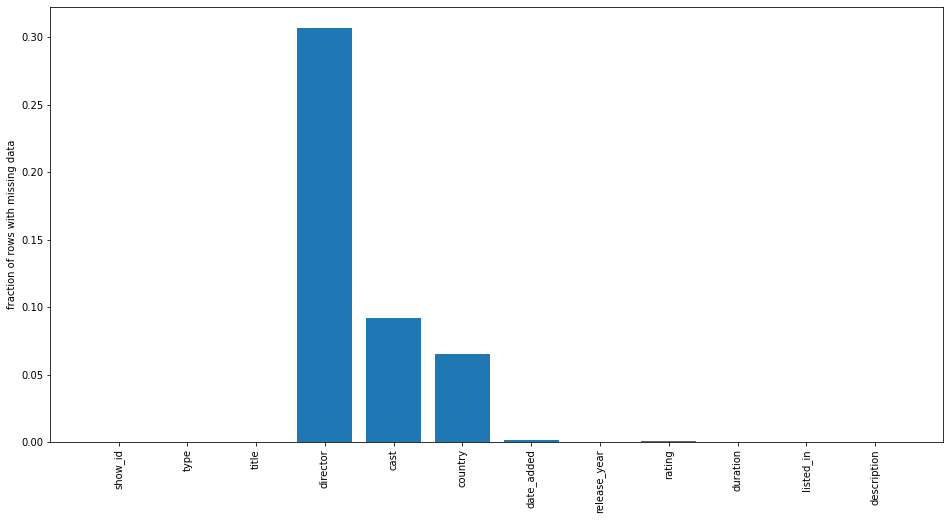 fraction of rows with missing data
0.30
0.25
0.20
0.15
0.10
0.05
0.00
show_id
type
title
director
cast
country
date_added
release_year
rating
duration
listed_in
description